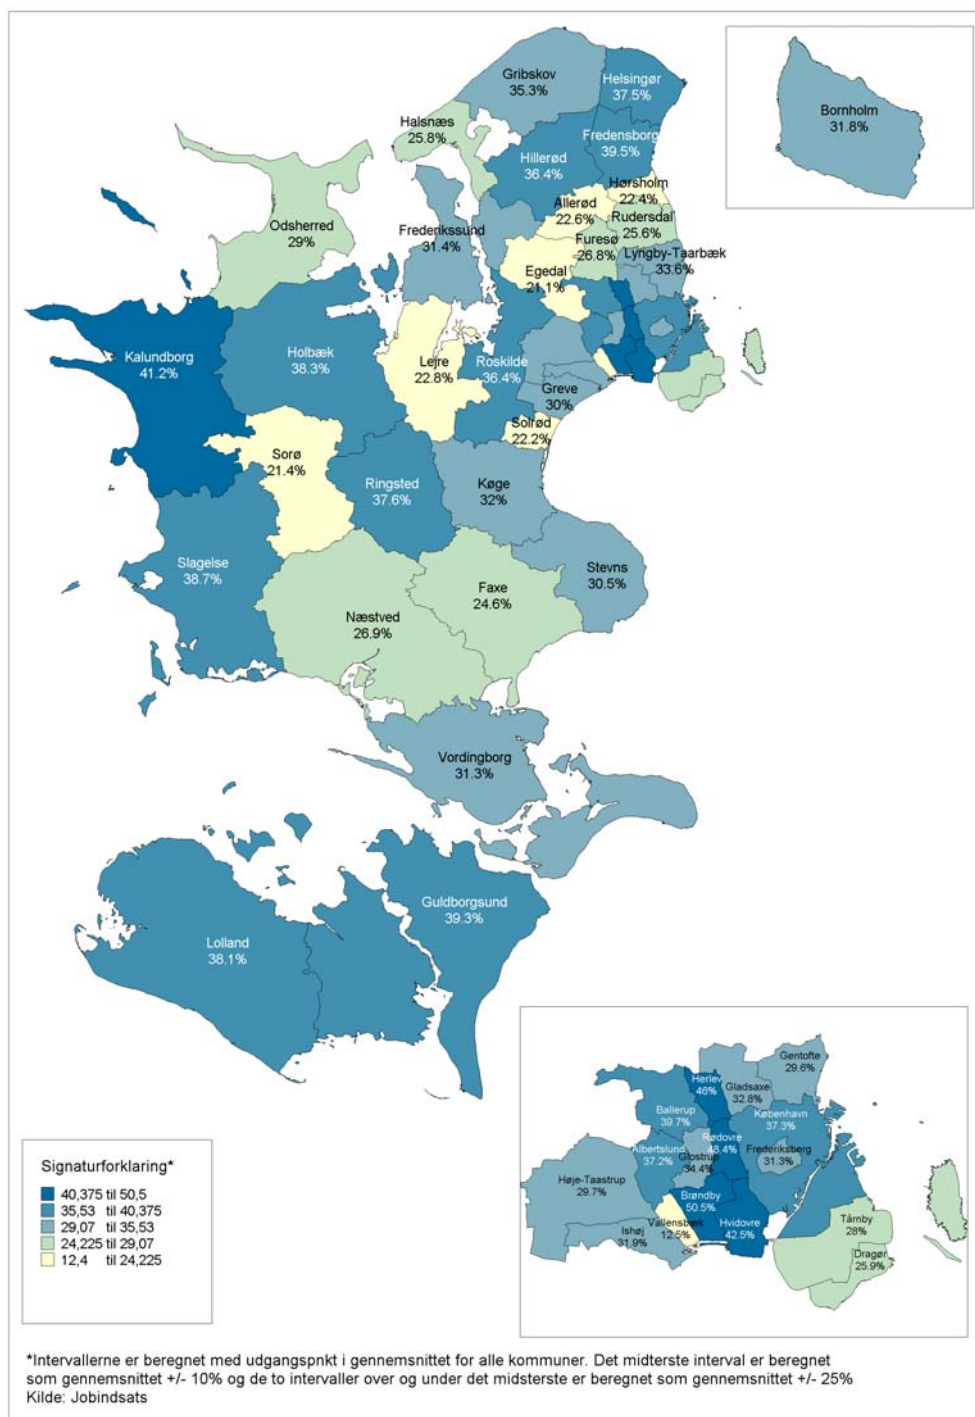 Gribskov
35.3%
Helsingør
37.5%
Bornholm
31.8%
Halsnæs
25.8%
Fredensborg
39.5%
Hillerød
36.4%
Hørsholm
22.4%
Allerød
22.6%
Rudersdal
25.6%
Odsherred
29%
Frederikssund
31.4%
Furesø
26.8%
Lyngby-Taarbæk
33.6%
Egedal
21.1%
Kalundborg
41.2%
Holbæk
38.3%
Lejre
22.8%
Roskilde
36.4%
Greve
30%
Solrød
22.2%
Sorø
21.4%
Ringsted
37.6%
Køge
32%
Slagelse
38.7%
Stevns
30.5%
Faxe
24.6%
Næstved
26.9%
Vordingborg
31.3%
Guldborgsund
39.3%
Lolland
38.1%
Gentofte
29.6%
Herlev
46%
Gladsaxe
32.8%
Ballerup
39.7%
København
37.3%
Rødovre
48.4%
Albertslund
37.2%
Glostrup
34.4%
Frederiksberg
31.3%
Høje-Taastrup
29.7%
Brøndby
50.5%
Vallensbæk
12.5%
Hvidovre
42.5%
Ishøj
31.9%
Tårnby
28%
Dragør
25.9%
Signaturforklaring*
40,375 til 50,5
35,53 til 40,375
29,07 til 35,53
24,225 til 29,07
12,4 til 24,225
*Intervallerne er beregnet med udgangspnkt i gennemsnittet for alle kommuner. Det midterste interval er beregnet
som gennemsnittet +/- 10% og de to intervaller over og under det midsterste er beregnet som gennemsnittet +/- 25%
Kilde: Jobindsats